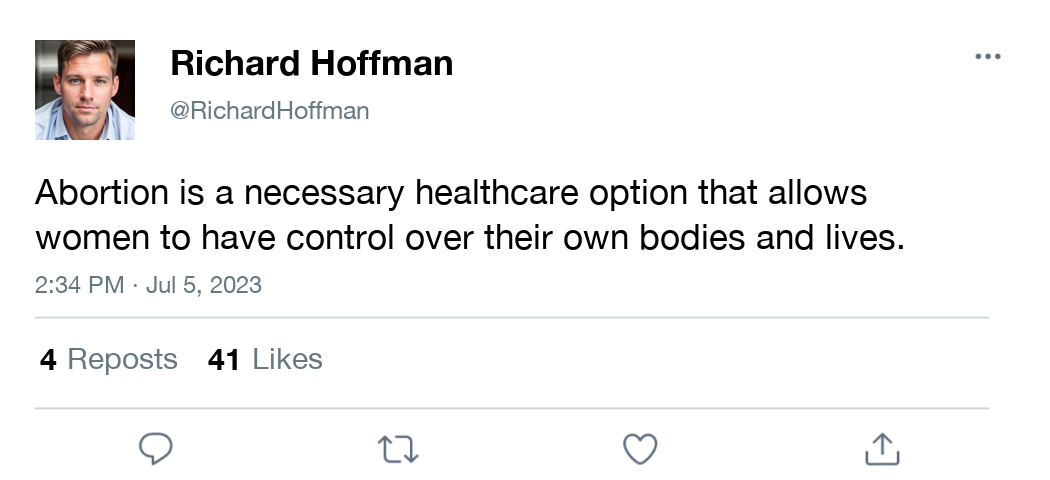 Richard Hoffman
@RichardHoffman
Abortion is a necessary healthcare option that allows
women to have control over their own bodies and lives.
2:34 PM · Jul 5, 2023
4 Reposts 41 Likes